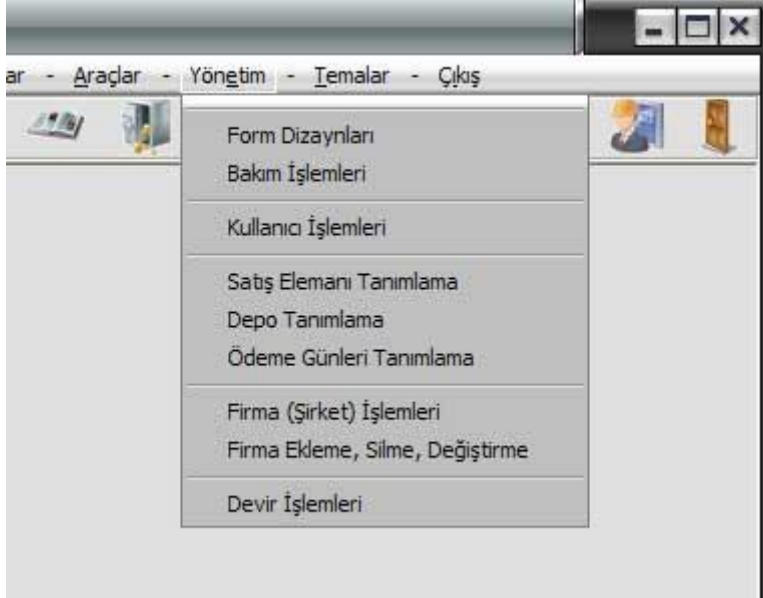 ar - Araçlar - Yönetim - Temalar - Çıkış
Form Dizaynları
Bakım İşlemleri
Kullanıcı İşlemleri
Satış Elemanı Tanımlama
Depo Tanımlama
Ödeme Günleri Tanımlama
Firma (Şirket) İşlemleri
Firma Ekleme, Silme, Değiştirme
Devir İşlemleri